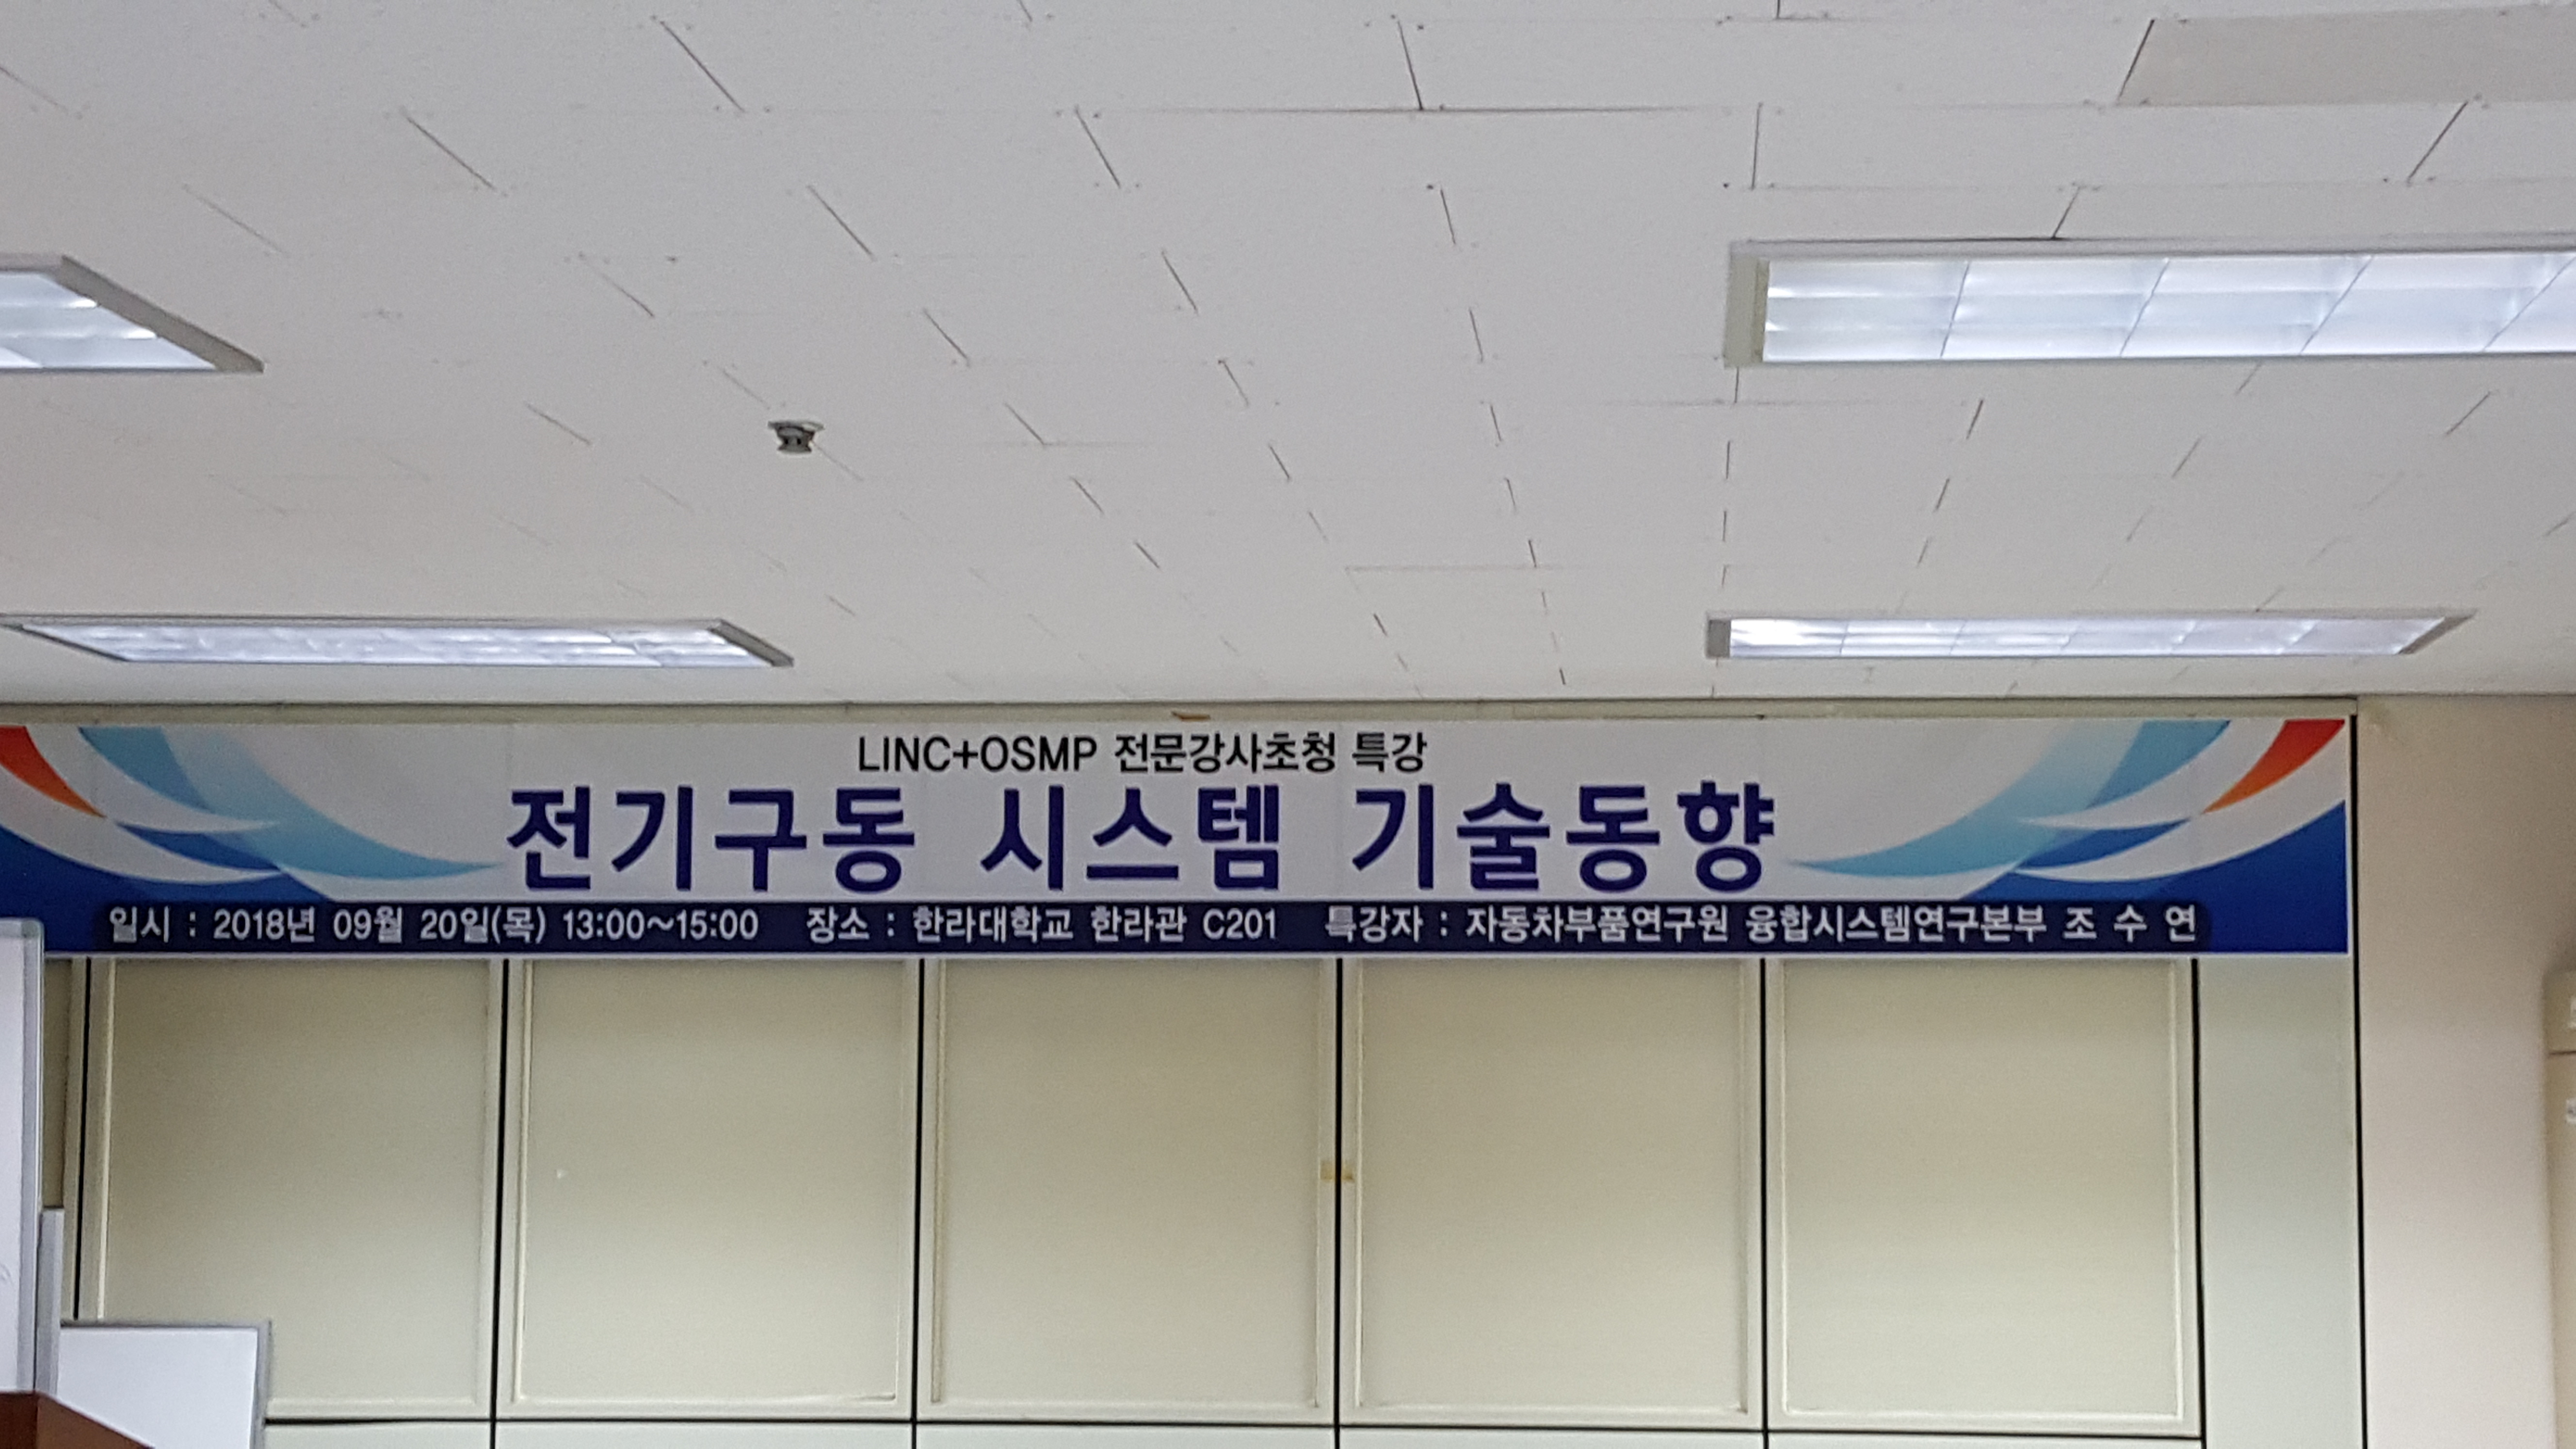 LINC+OSMP 전문강사초청 특강
전기구동 시스템 기술동향
일시 : 2018년 09월 20일(목) 13:00~15:00 장소 : 한라대학교 한라관 C201 특강자 : 자동차부품연구원 융합시스템연구본부 조 수 연